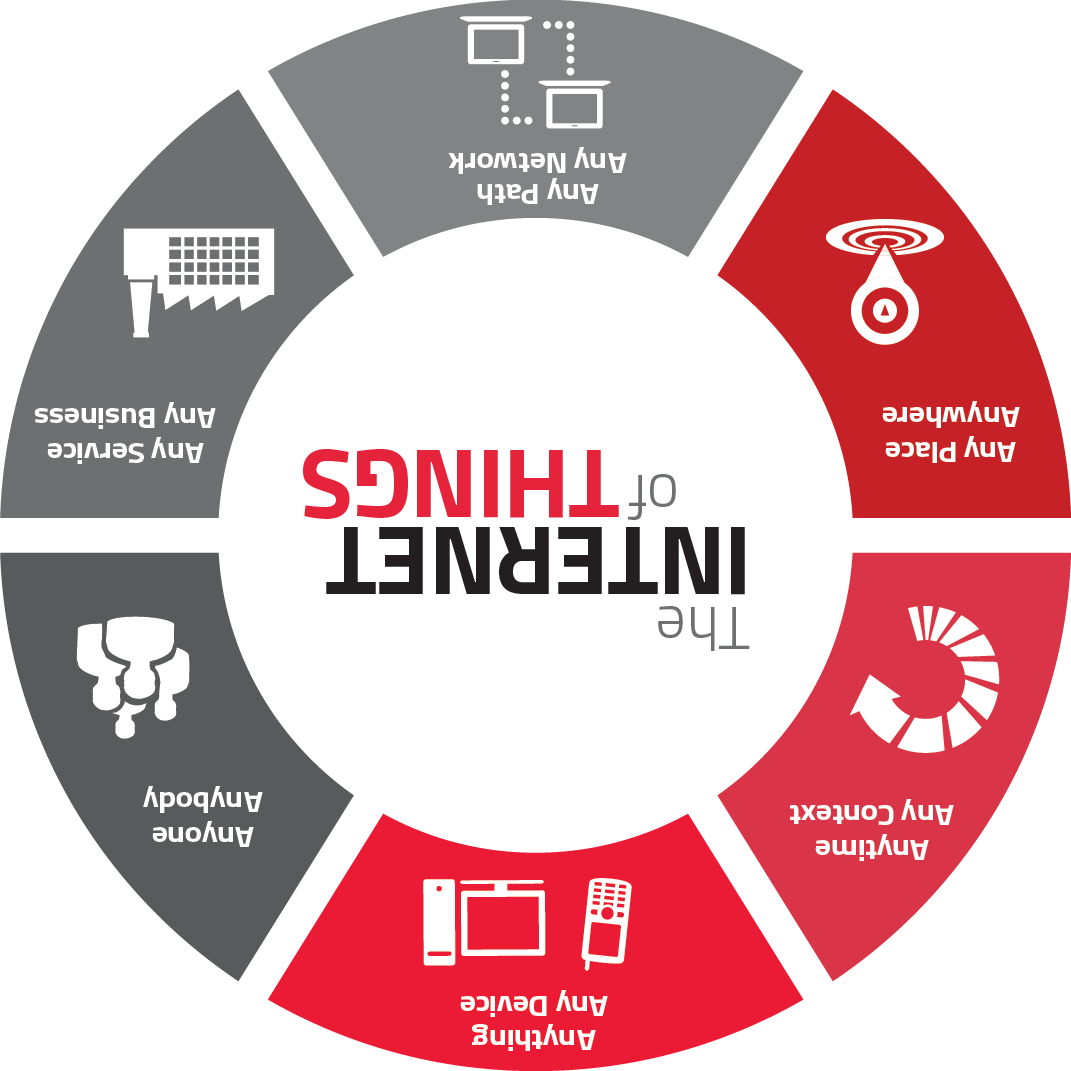 The
INTERNET
of THINGS
Anything
Any Device
Anyone
Anybody
Any Service
Any Business
Any Path
Any Network
Any Place
Anywhere
Anytime
Any Context